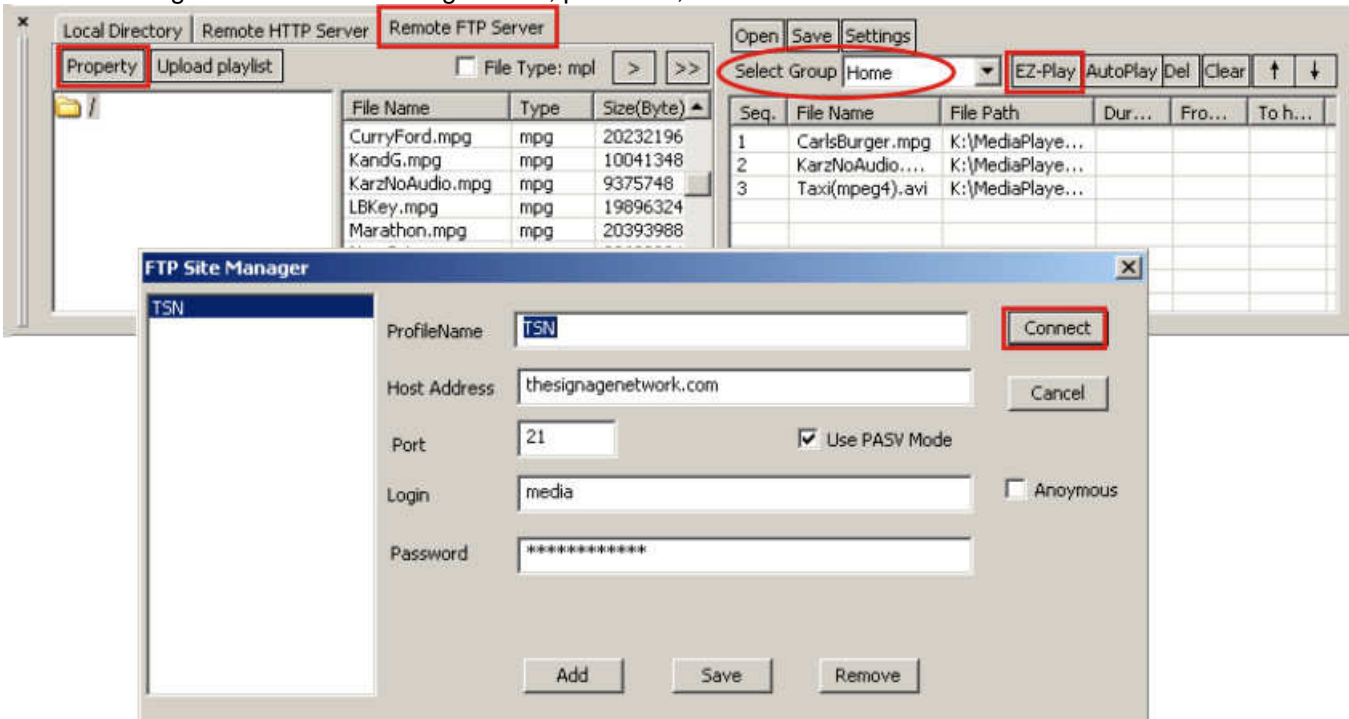 Local Directory Remote HTTP Server Remote FTP Server
Property Upload playlist File Type: mpl > >>
Open Save Settings
Select Group Home EZ-Play AutoPlay Del Clear
/
File Name Type Size(Byte)
CurryFord.mpg mpg 20232196
KandG.mpg mpg 10041348
KarzNoAudio.mpg mpg 9375748
LBKey.mpg mpg 19896324
Marathon.mpg mpg 20393988
Seq. File Name File Path Dur... Fro... To h...
1 CarlsBurger.mpg K:\MediaPlaye...
2 KarzNoAudio.... K:\MediaPlaye...
3 Taxi(mpeg4).avi K:\MediaPlaye...
FTP Site Manager
TSN
ProfileName TSN Connect
Host Address thesignagenetwork.com Cancel
Port 21 Use PASV Mode
Login media Anoymous
Password ************
Add Save Remove